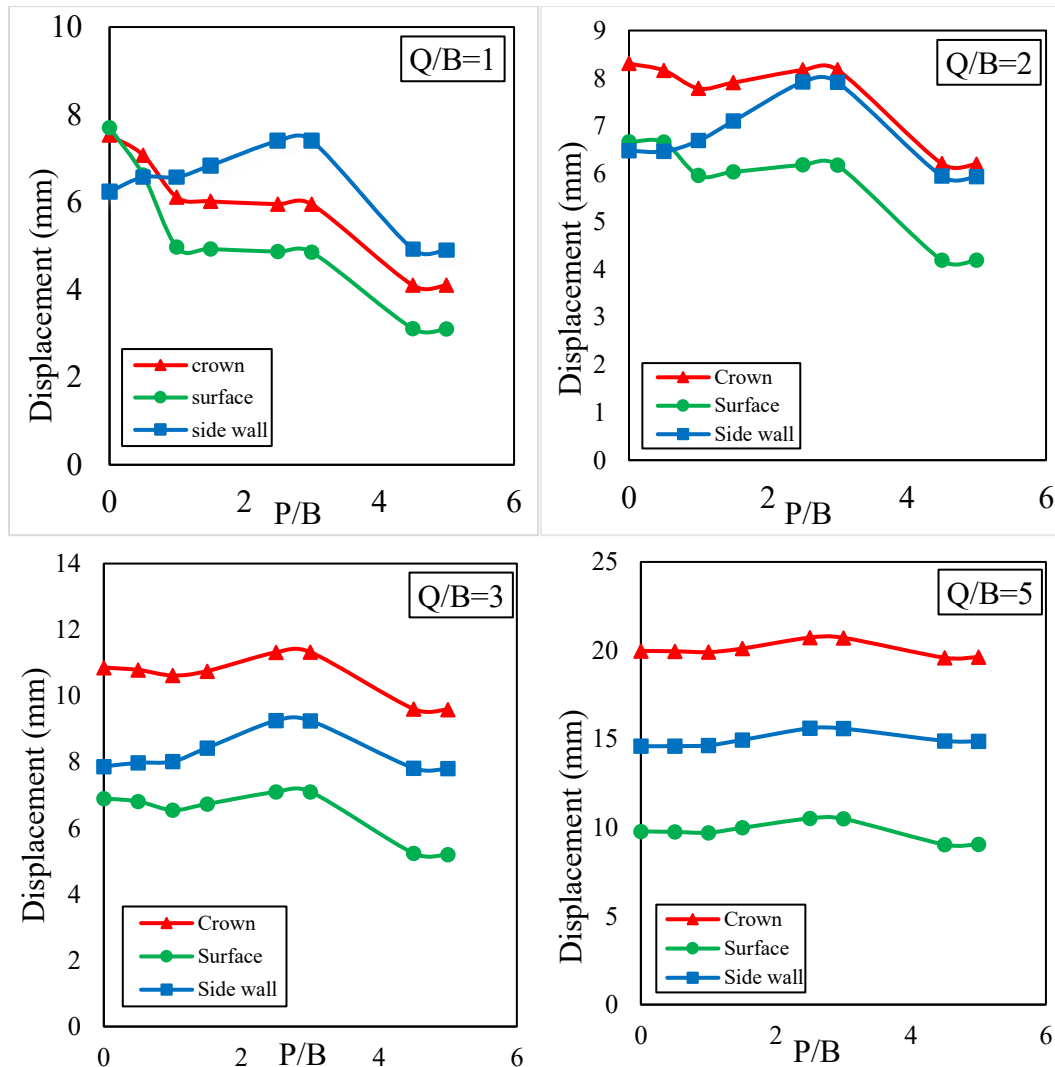 Q/B=1
Displacement (mm)
10
8
6
4
2
0
crown
surface
side wall
0 2 4 6
P/B
Q/B=2
Displacement (mm)
9
8
7
6
5
4
3
2
1
0
Crown
Surface
Side wall
0 2 4 6
P/B
Q/B=3
Displacement (mm)
14
12
10
8
6
4
2
0
Crown
Surface
Side wall
0 2 4 6
P/B
Q/B=5
Displacement (mm)
25
20
15
10
5
0
Crown
Surface
Side wall
0 2 4 6
P/B